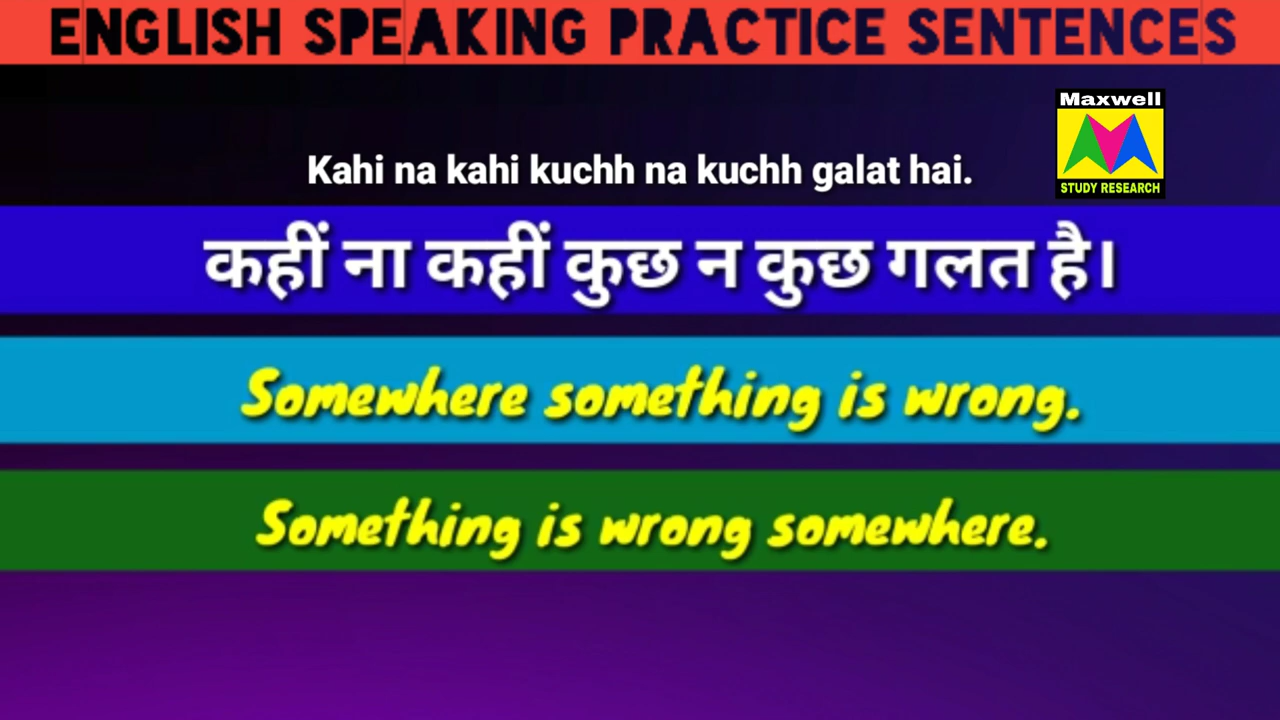 ENGLISH SPEAKING PRACTICE SENTENCES
Maxwell
STUDY RESEARCH
Kahi na kahi kuchh na kuchh galat hai.
कहीं ना कहीं कुछ न कुछ गलत है।
Somewhere something is wrong.
Something is wrong somewhere.